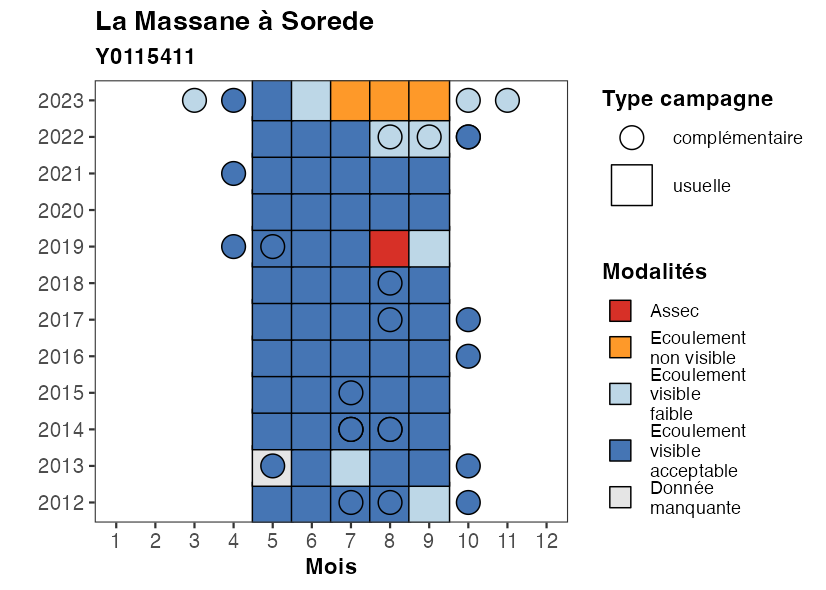 La Massane à Sorede
Y0115411
2023
2022
2021
2020
2019
2018
2017
2016
2015
2014
2013
2012
1 2 3 4 5 6 7 8 9 10 11 12
Mois
Type campagne
complémentaire
usuelle
Modalités
Assec
Ecoulement
non visible
Ecoulement
visible
faible
Ecoulement
visible
acceptable
Donnée
manquante